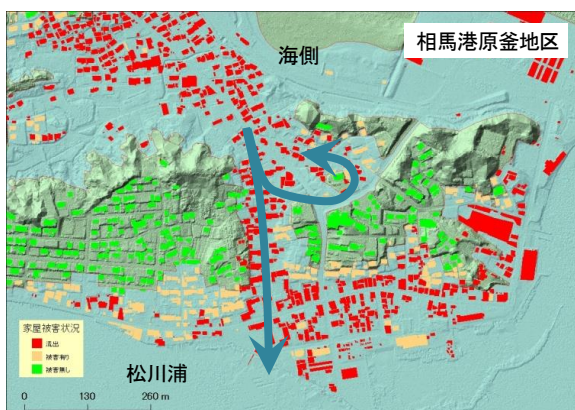 相馬港原釜地区
海側
家屋被害状況
流出
被害有り
被害無し
松川浦
0 130 260 m